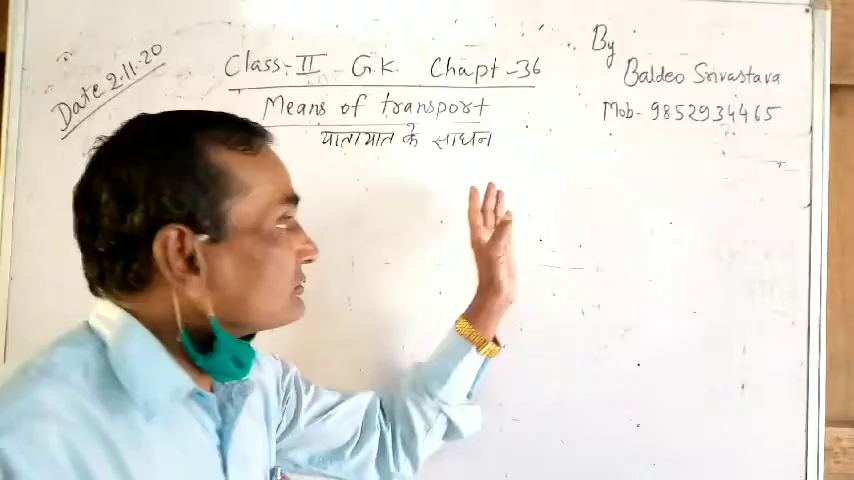 Date 2.11.20
Class:- II G.K. Chapt-36
Means of transport
यातायात के साधन
By
Baldeo Srivastava
Mob- 9852934465